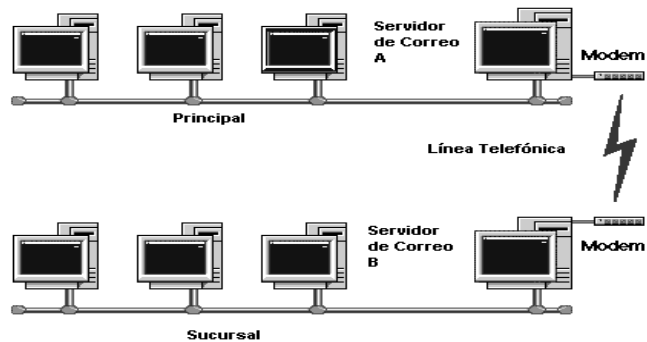 Servidor
de Correo
A
Modem
Principal
Línea Telefónica
Servidor
de Correo
B
Modem
Sucursal